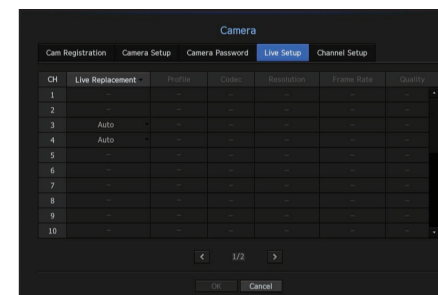 Camera
Cam Registration Camera Setup Camera Password Live Setup Channel Setup
CH Live Replacement Profile Codec Resolution Frame Rate Quality
1 -- -- -- -- -- --
2 -- -- -- -- -- --
3 Auto -- -- -- -- --
4 Auto -- -- -- -- --
5 -- -- -- -- -- --
6 -- -- -- -- -- --
7 -- -- -- -- -- --
8 -- -- -- -- -- --
9 -- -- -- -- -- --
10 -- -- -- -- -- --
< 1/2 >
OK Cancel